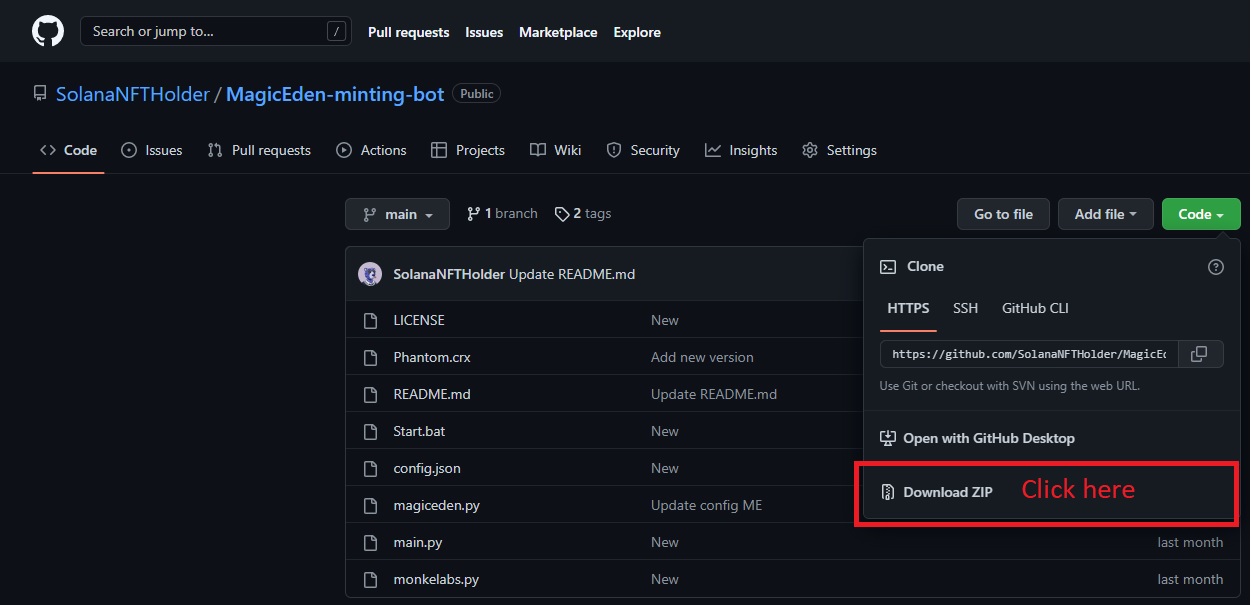 Search or jump to... /
Pull requests Issues Marketplace Explore
SolanaNFTHolder / MagicEden-minting-bot Public
Code Issues Pull requests Actions Projects Wiki Security Insights Settings
main 1 branch 2 tags Go to file Add file Code
SolanaNFTHolder Update README.md
Clone
HTTPS SSH GitHub CLI
https://github.com/SolanaNFTHolder/MagicEd
Use Git or checkout with SVN using the web URL.
Open with GitHub Desktop
Download ZIP Click here
LICENSE New
Phantom.crx Add new version
README.md Update README.md
Start.bat New
config.json New
magiceden.py Update config ME
main.py New last month
monkelabs.py New last month